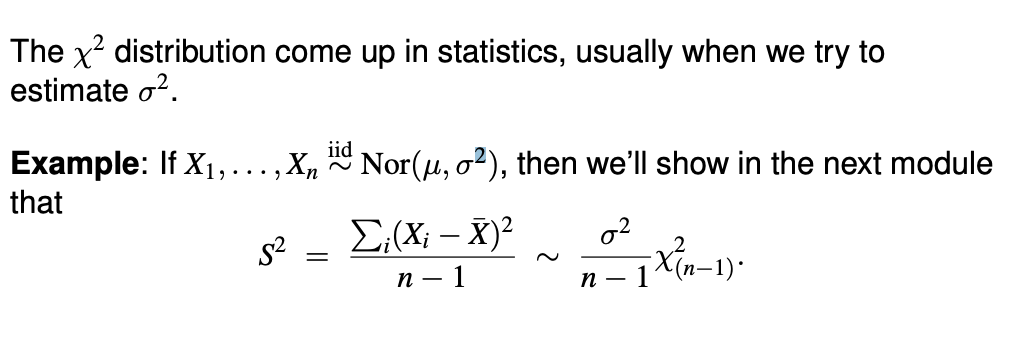 The χ² distribution come up in statistics, usually when we try to
estimate σ².
Example: If X₁, . . . , Xₙ iid ~ Nor(μ, σ²), then we’ll show in the next module
that
S² = ∑ᵢ(Xᵢ − X̄)² / (n − 1) ~ σ² / (n − 1) χ²₍ₙ₋₁₎.